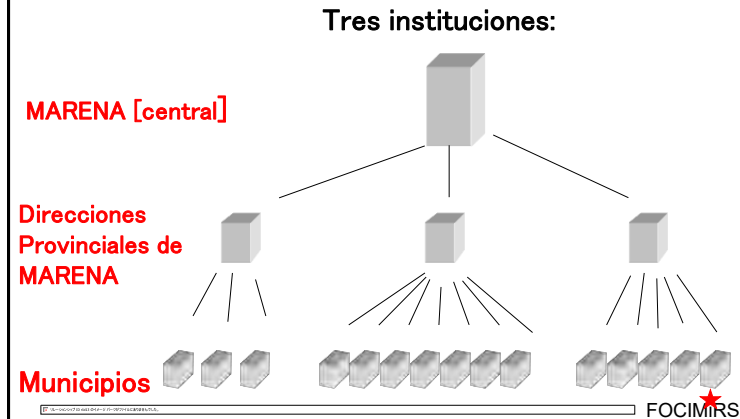 Tres instituciones:
MARENA [central]
Direcciones
Provinciales de
MARENA
Municipios
FOCIMiRS